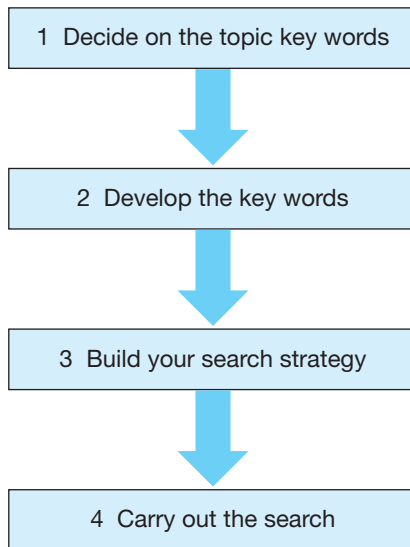 1 Decide on the topic key words
2 Develop the key words
3 Build your search strategy
4 Carry out the search